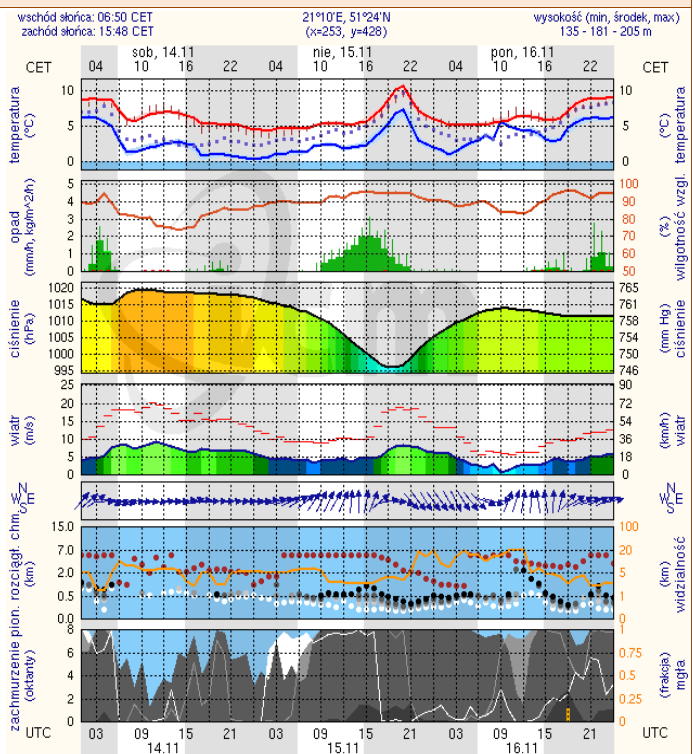 wschód słońca: 06:50 CET
zachód słońca: 15:48 CET
21°10'E, 51°24'N
(x=253, y=428)
wysokość (min, środek, max)
135 - 181 - 205 m
sob, 14.11 nie, 15.11 pon, 16.11
CET 04 10 16 22 04 10 16 22 04 10 16 22 CET
temperatura
(°C)
10
5
0
10
5
0
temperatura
(°C)
opad
(mm/h, kg/m^2/h)
5
4
3
2
1
0
100
90
80
70
60
50
wilgotność wzgl.
(%)
ciśnienie
(hPa)
1020
1015
1010
1005
1000
995
765
761
758
754
750
746
(mm Hg)
ciśnienie
wiatr
(m/s)
25
20
15
10
5
0
90
72
54
36
18
0
(km/h)
wiatr
N
W E
S
N
W E
S
pion. rozciągł. chm.
(km)
15.0
7.0
2.0
0.5
0.0
100
20
5
1
0
(km)
widzialność
zachmurzenie
(oktanty)
8
6
4
2
0
1
0.75
0.5
0.25
0
(frakcja)
mgła
UTC 03 09 15 21 03 09 15 21 03 09 15 21 UTC
14.11 15.11 16.11